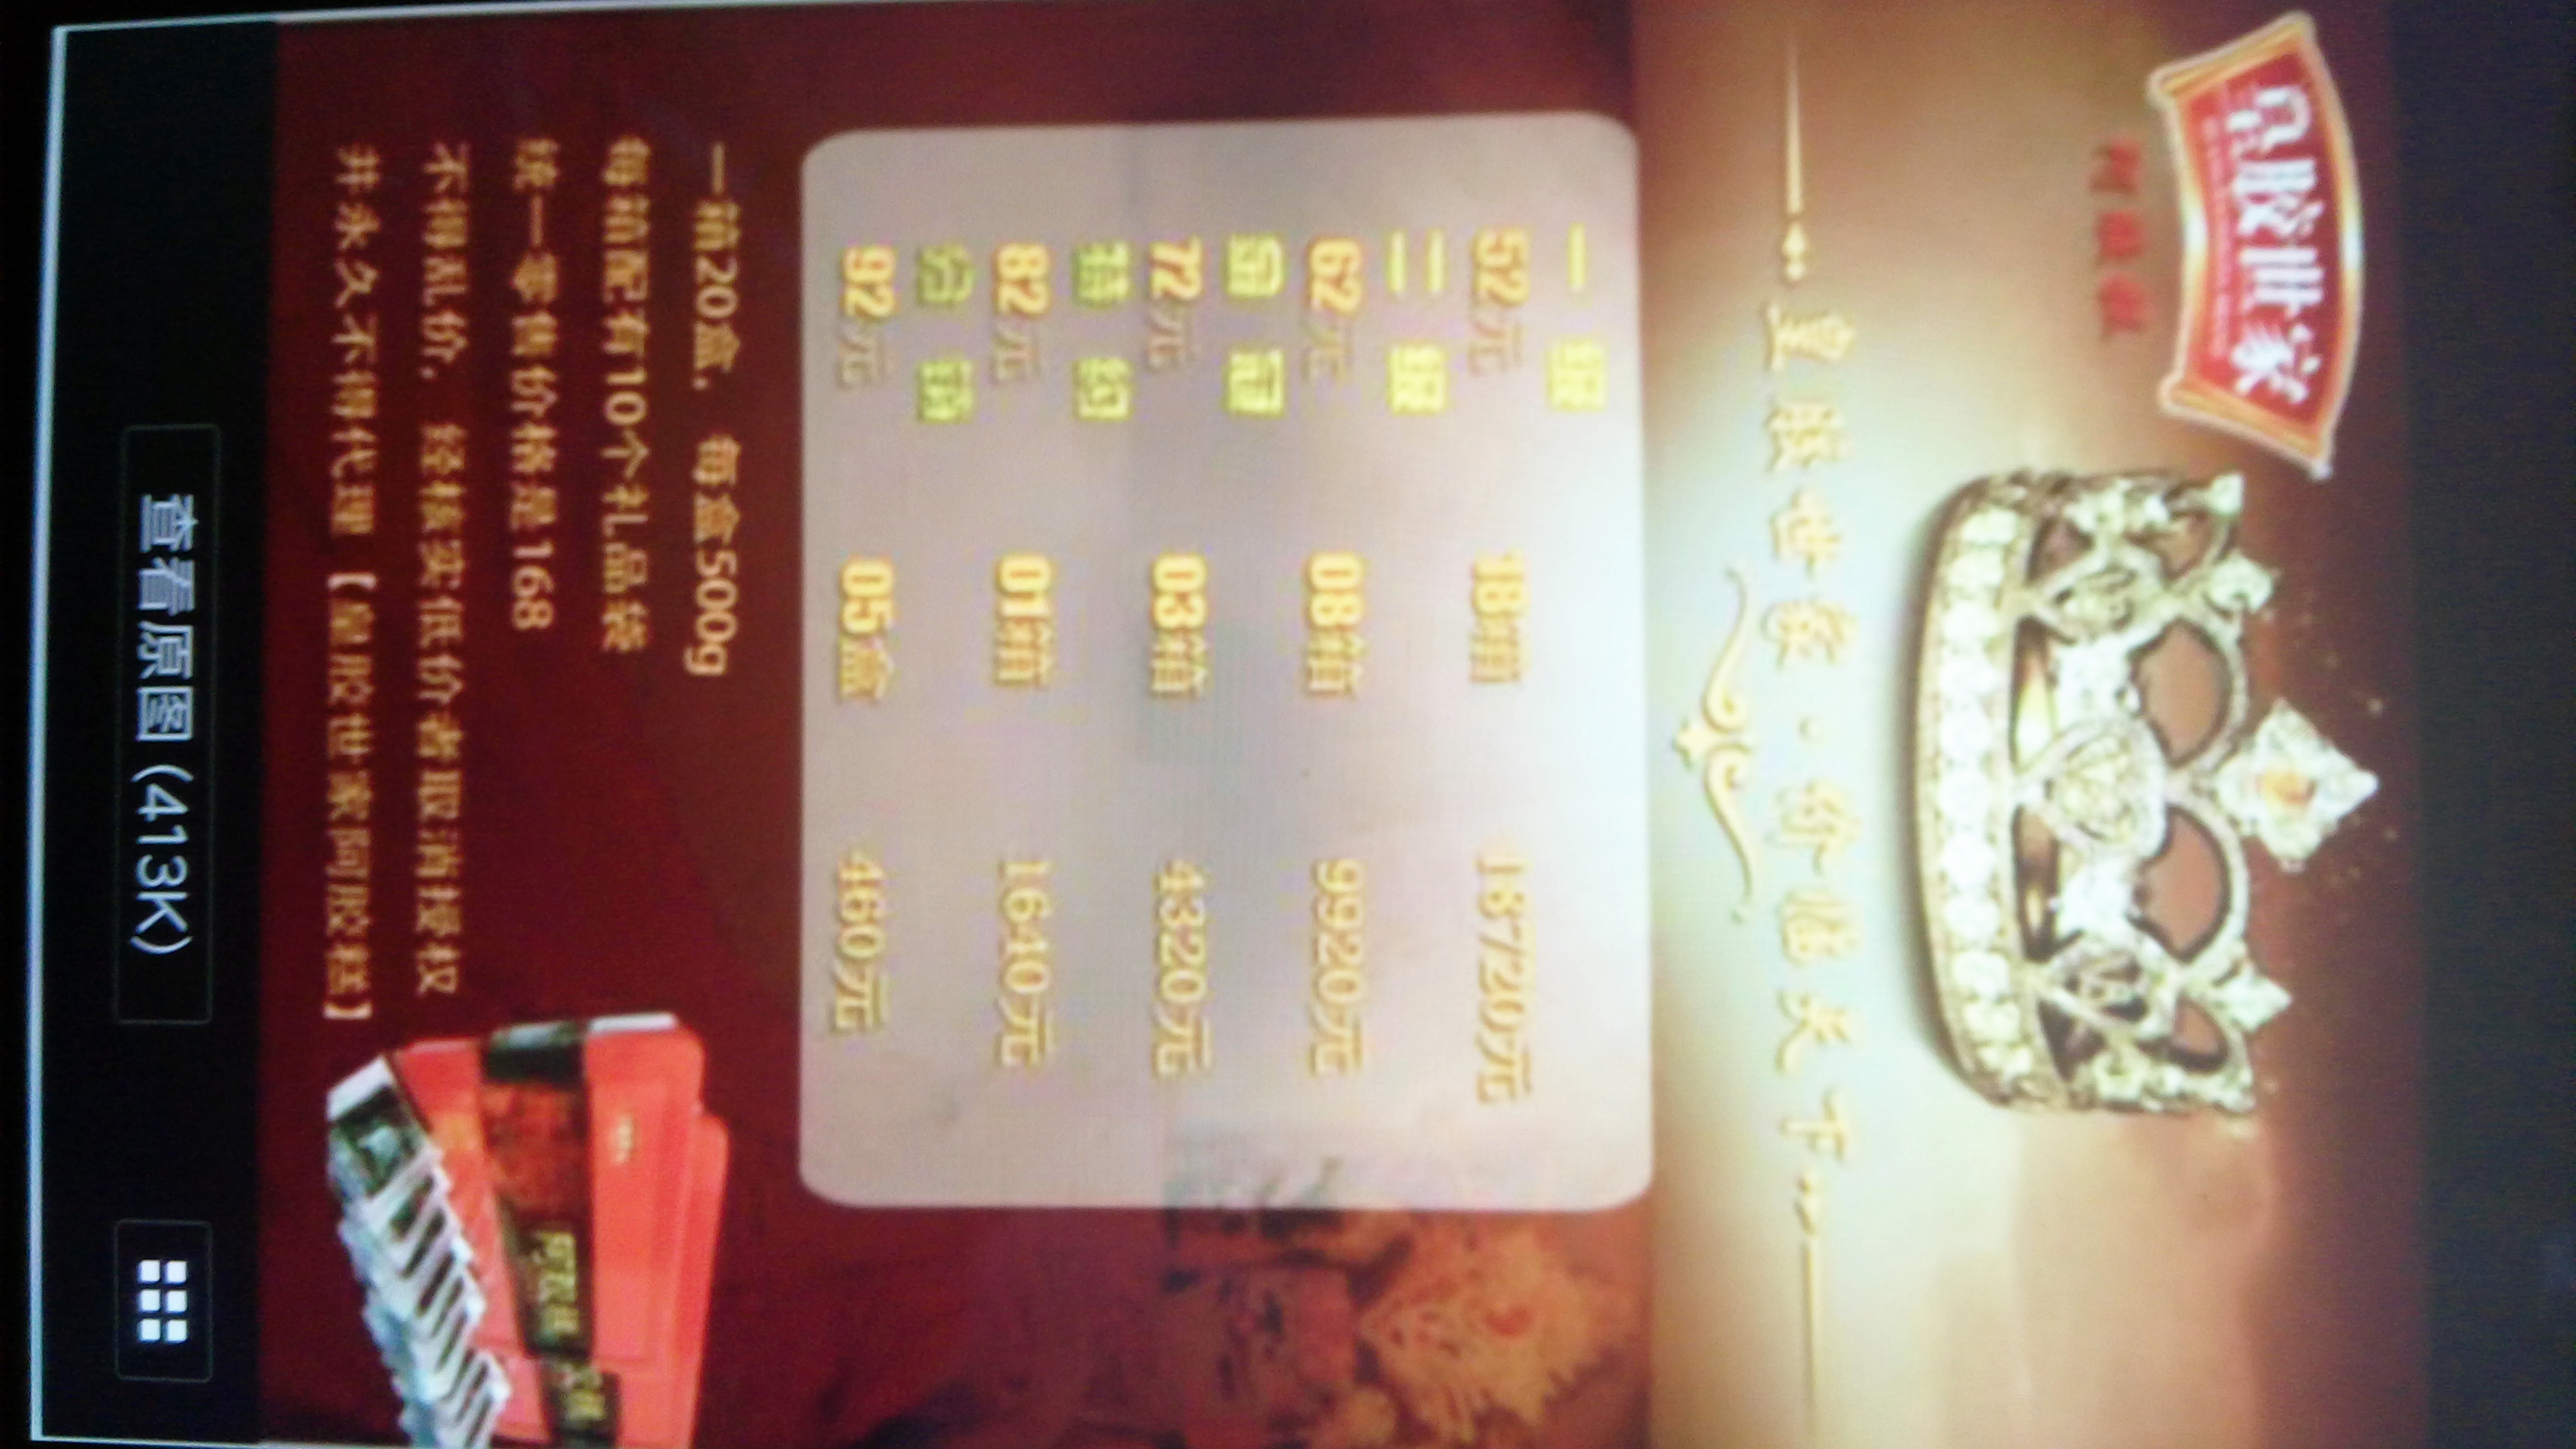 皇胶世家
阿胶糕
皇胶世家·价临天下
一级
52元 18箱 18720元
二级
62元 08箱 9920元
皇冠
72元 03箱 4320元
特约
82元 01箱 1640元
分销
92元 05盒 460元
一箱20盒，每盒500g
每箱配有10个礼品袋
统一零售价价格是168
不得乱价，经核实低价者取消授权
并永久不得代理【皇胶世家阿胶糕】
查看原图 (413K)